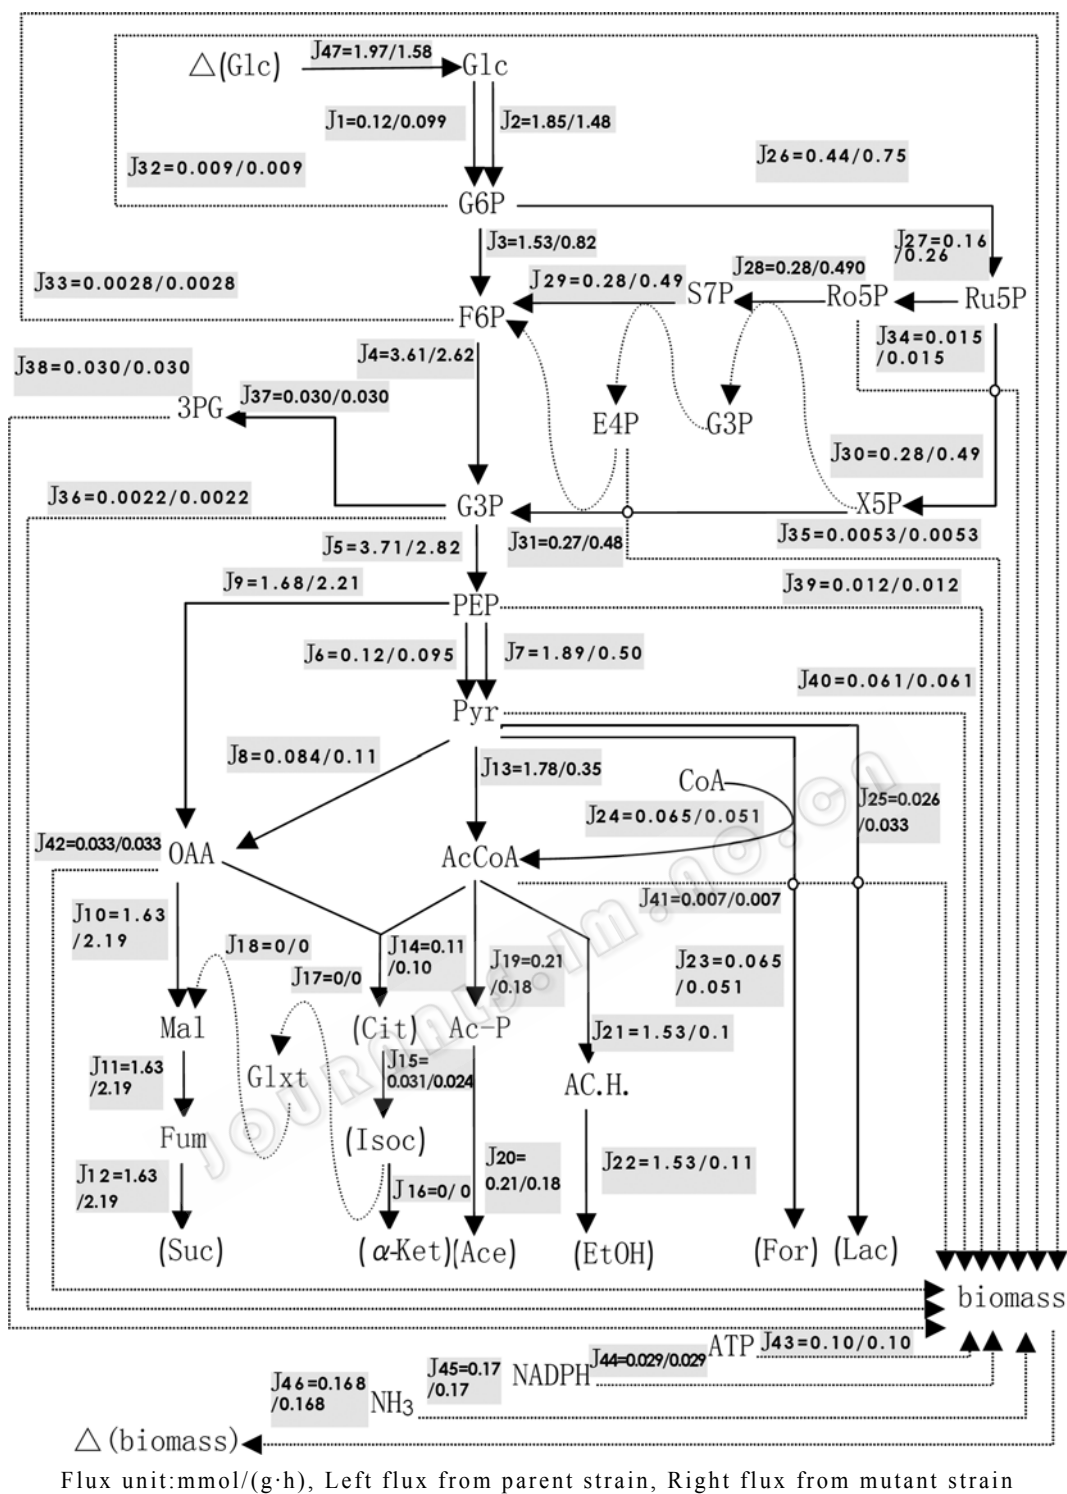 J47=1.97/1.58
△(Glc)
Glc
J1=0.12/0.099
J2=1.85/1.48
J26=0.44/0.75
J32=0.009/0.009
G6P
J3=1.53/0.82
J27=0.16
/0.26
J33=0.0028/0.0028
J29=0.28/0.49
J28=0.28/0.490
S7P
Ro5P
Ru5P
F6P
J34=0.015
/0.015
J38=0.030/0.030
J4=3.61/2.62
J37=0.030/0.030
3PG
E4P
G3P
J30=0.28/0.49
J36=0.0022/0.0022
G3P
X5P
J5=3.71/2.82
J31=0.27/0.48
J35=0.0053/0.0053
J9=1.68/2.21
J39=0.012/0.012
PEP
J6=0.12/0.095
J7=1.89/0.50
J40=0.061/0.061
Pyr
J8=0.084/0.11
J13=1.78/0.35
CoA
J24=0.065/0.051
J25=0.026
/0.033
J42=0.033/0.033
OAA
AcCoA
J41=0.007/0.007
J10=1.63
/2.19
J18=0/0
J17=0/0
J14=0.11
/0.10
J19=0.21
/0.18
J23=0.065
/0.051
Mal
(Cit)
Ac-P
J21=1.53/0.1
J11=1.63
/2.19
Glxt
J15=
0.031/0.024
AC.H.
Fum
(Isoc)
J12=1.63
/2.19
J16=0/0
J20=
0.21/0.18
J22=1.53/0.11
(Suc)
(α-Ket)
(Ace)
(EtOH)
(For)
(Lac)
biomass
ATP
J43=0.10/0.10
NADPH
J44=0.029/0.029
J45=0.17
/0.17
J46=0.168
/0.168
NH3
△(biomass)
Flux unit:mmol/(g·h), Left flux from parent strain, Right flux from mutant strain
JOURNALS.IM.AC.CN